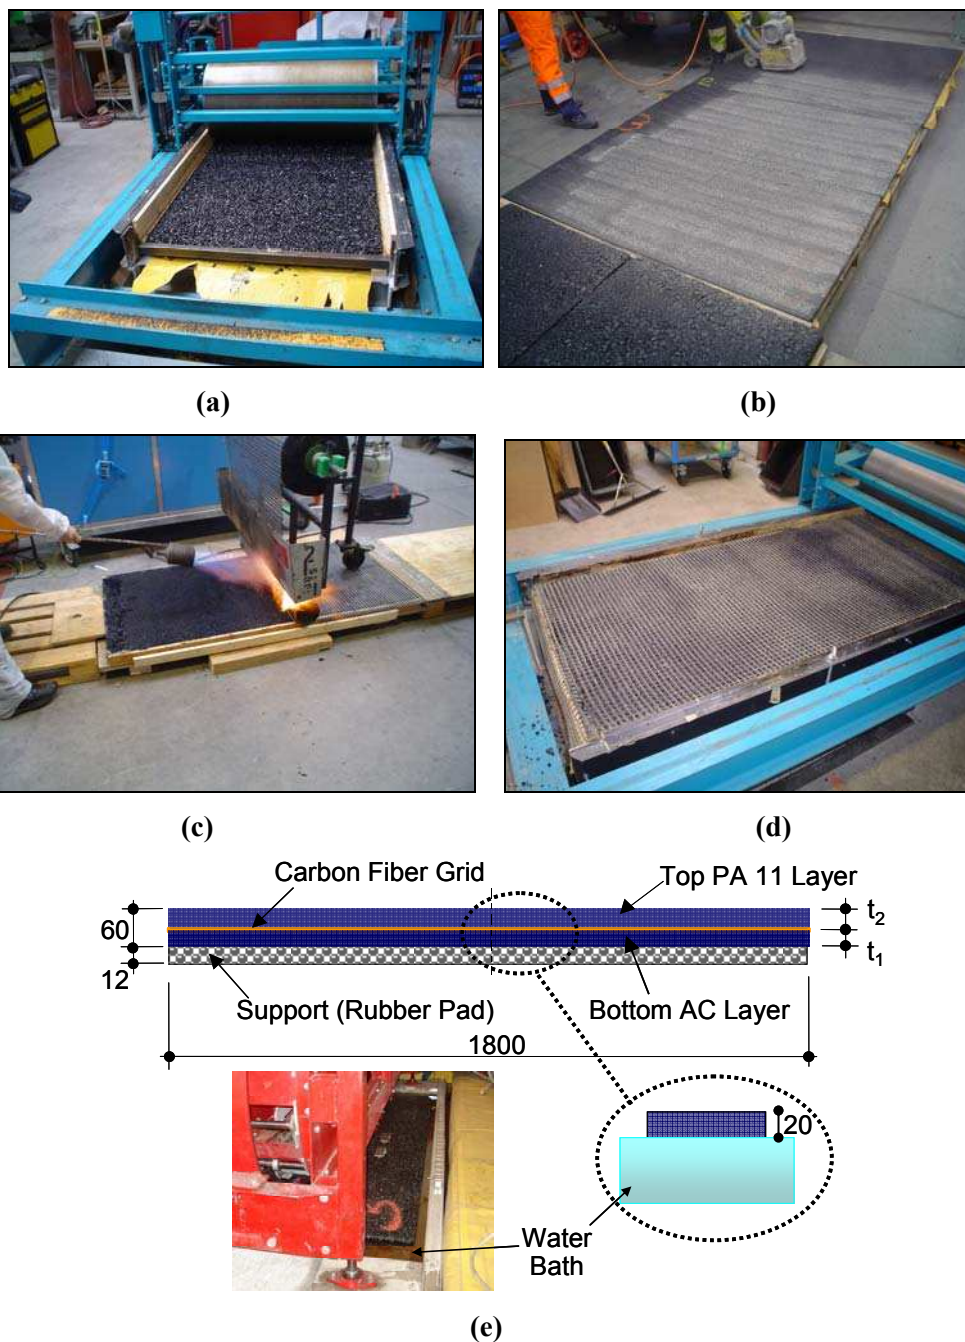 (a)
(b)
(c)
(d)
Carbon Fiber Grid
Top PA 11 Layer
60
12
t2
t1
Support (Rubber Pad)
Bottom AC Layer
1800
20
Water
Bath
(e)